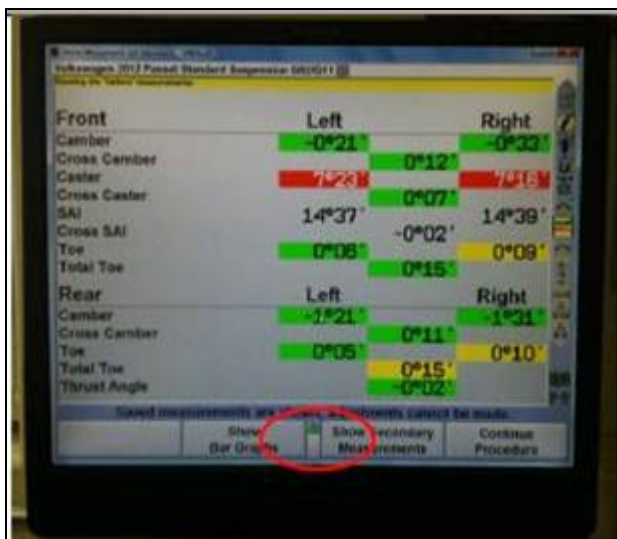 Volkswagen 2012 Passat Standard Suspension
Front Left Right
Camber -0°21' -0°33'
Cross Camber 0°12'
Caster 7°23' 7°16'
Cross Caster 0°07'
SAI 14°37' 14°39'
Cross SAI -0°02'
Toe 0°06' 0°09'
Total Toe 0°15'
Rear Left Right
Camber -1°21' -1°31'
Cross Camber 0°11'
Toe 0°05' 0°10'
Total Toe 0°15'
Thrust Angle -0°02'
Saved measurements are shown, adjustments cannot be made.
Show Bar Graphs
Show Secondary Measurements
Continue Procedure